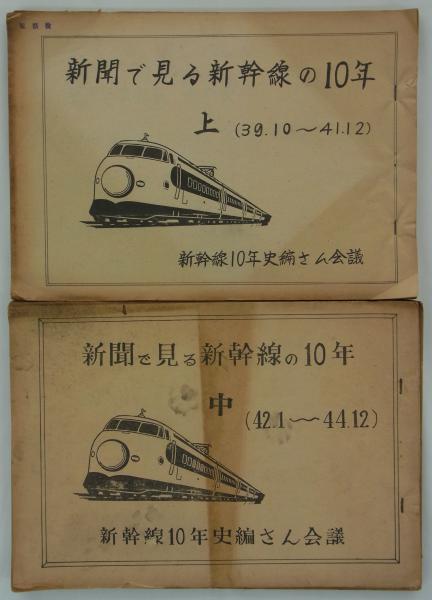 新聞で見る新幹線の10年
上 (39.10～41.12)
新幹線10年史編さん会議
新聞で見る新幹線の10年
中 (42.1～44.12)
新幹線10年史編さん会議